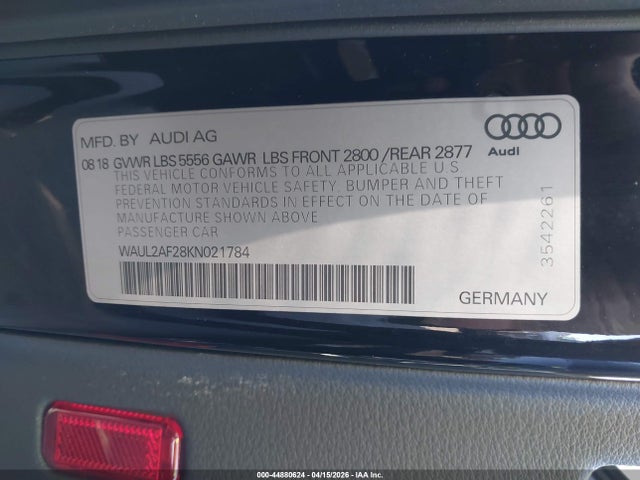 MFD. BY AUDI AG
08 18 GVWR LBS 5556 GAWR LBS FRONT 2800 /REAR 2877
THIS VEHICLE CONFORMS TO ALL APPLICABLE U.S
FEDERAL MOTOR VEHICLE SAFETY. BUMPER AND THEFT
PREVENTION STANDARDS IN EFFECT ON THE DATE OF
MANUFACTURE SHOWN ABOVE
PASSENGER CAR
WAUL2AF28KN021784
Audi
3542261
GERMANY
000-44880624 04/15/2026 IAA Inc.